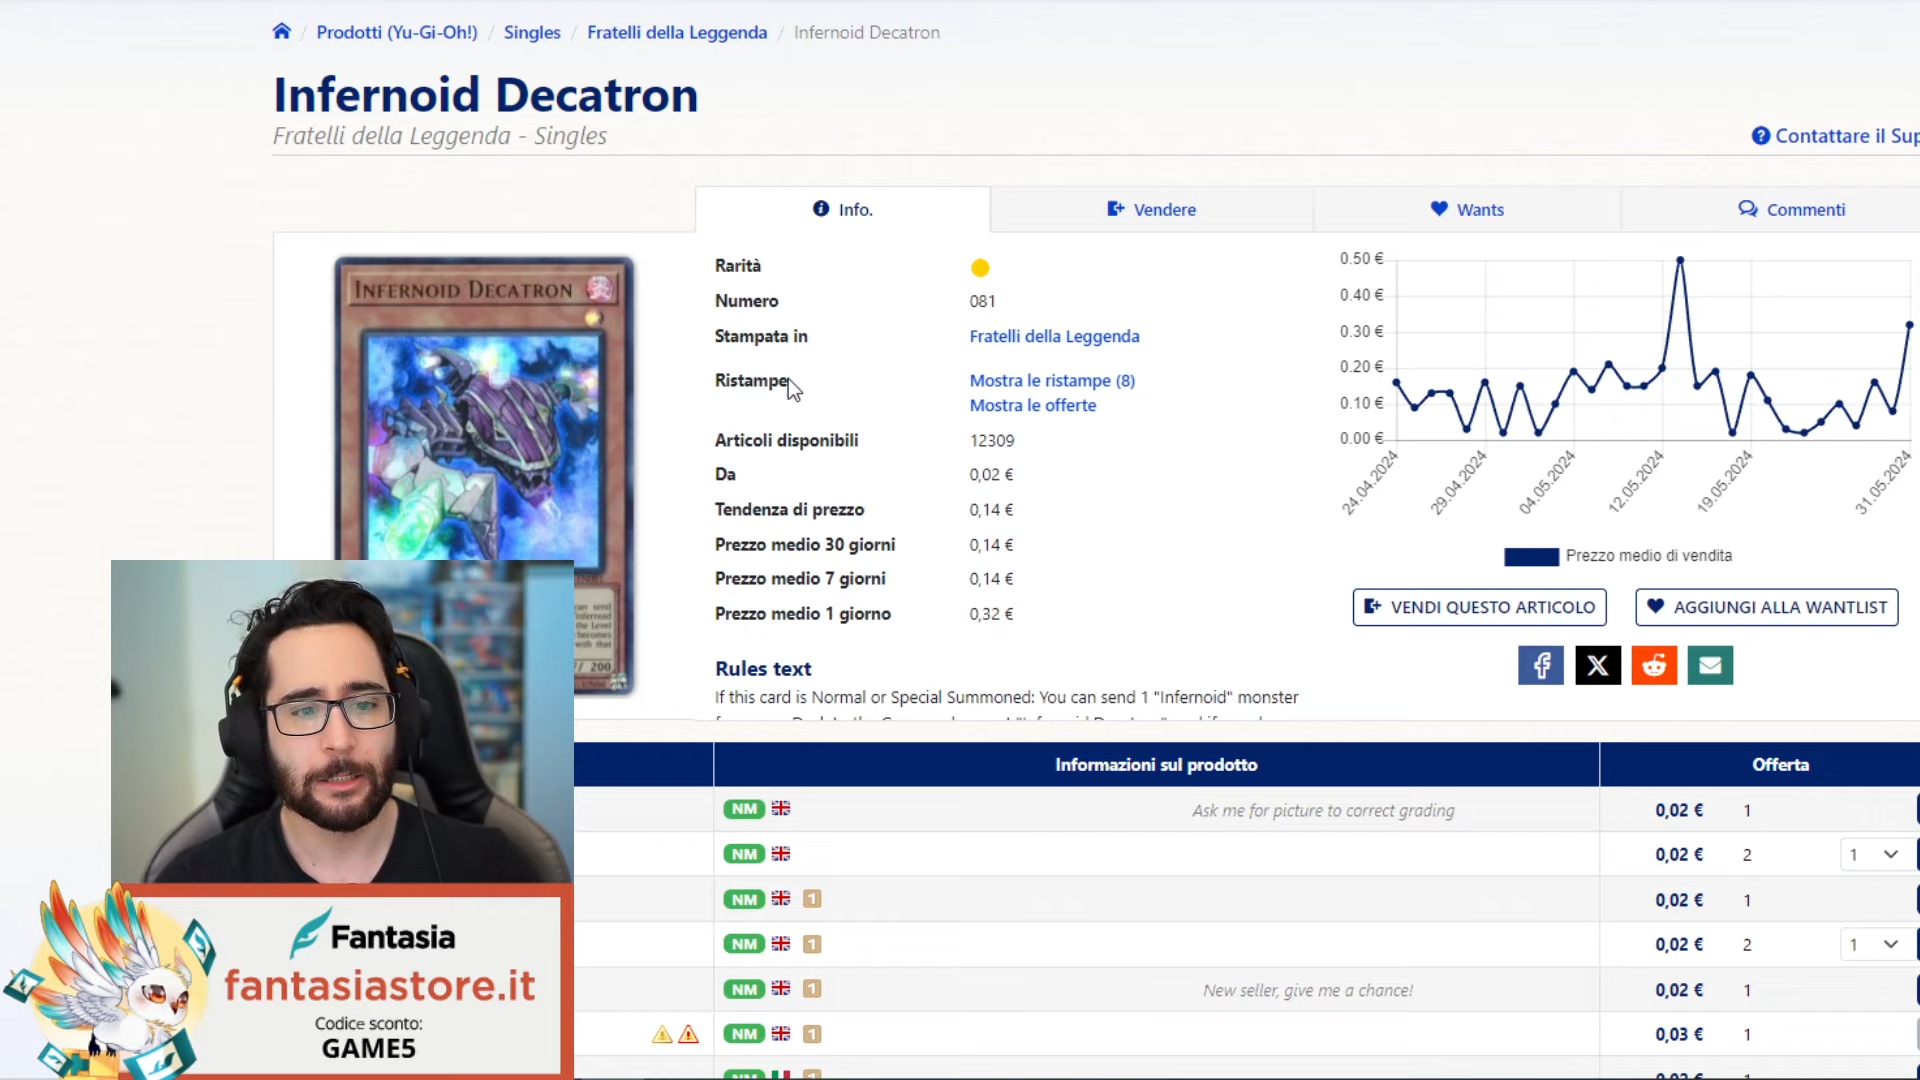 Prodotti (Yu-Gi-Oh!) / Singles / Fratelli della Leggenda / Infernoid Decatron
Infernoid Decatron
Fratelli della Leggenda - Singles
Contattare il Sup
Info.
Vendere
Wants
Commenti
INFERNOID DECATRON
can send
"Infernoid
the Level
becomes
with that
/ 200
Rarità
Numero 081
Stampata in Fratelli della Leggenda
Ristampe Mostra le ristampe (8)
Mostra le offerte
Articoli disponibili 12309
Da 0,02 €
Tendenza di prezzo 0,14 €
Prezzo medio 30 giorni 0,14 €
Prezzo medio 7 giorni 0,14 €
Prezzo medio 1 giorno 0,32 €
Rules text
If this card is Normal or Special Summoned: You can send 1 "Infernoid" monster
0.50 €
0.40 €
0.30 €
0.20 €
0.10 €
0.00 €
24.04.2024
29.04.2024
04.05.2024
12.05.2024
19.05.2024
31.05.2024
Prezzo medio di vendita
VENDI QUESTO ARTICOLO
AGGIUNGI ALLA WANTLIST
Informazioni sul prodotto Offerta
NM Ask me for picture to correct grading 0,02 € 1
NM 0,02 € 2 1
NM 1 0,02 € 1
NM 1 0,02 € 2 1
NM 1 New seller, give me a chance! 0,02 € 1
NM 1 0,03 € 1
Fantasia
fantasiastore.it
Codice sconto:
GAME5